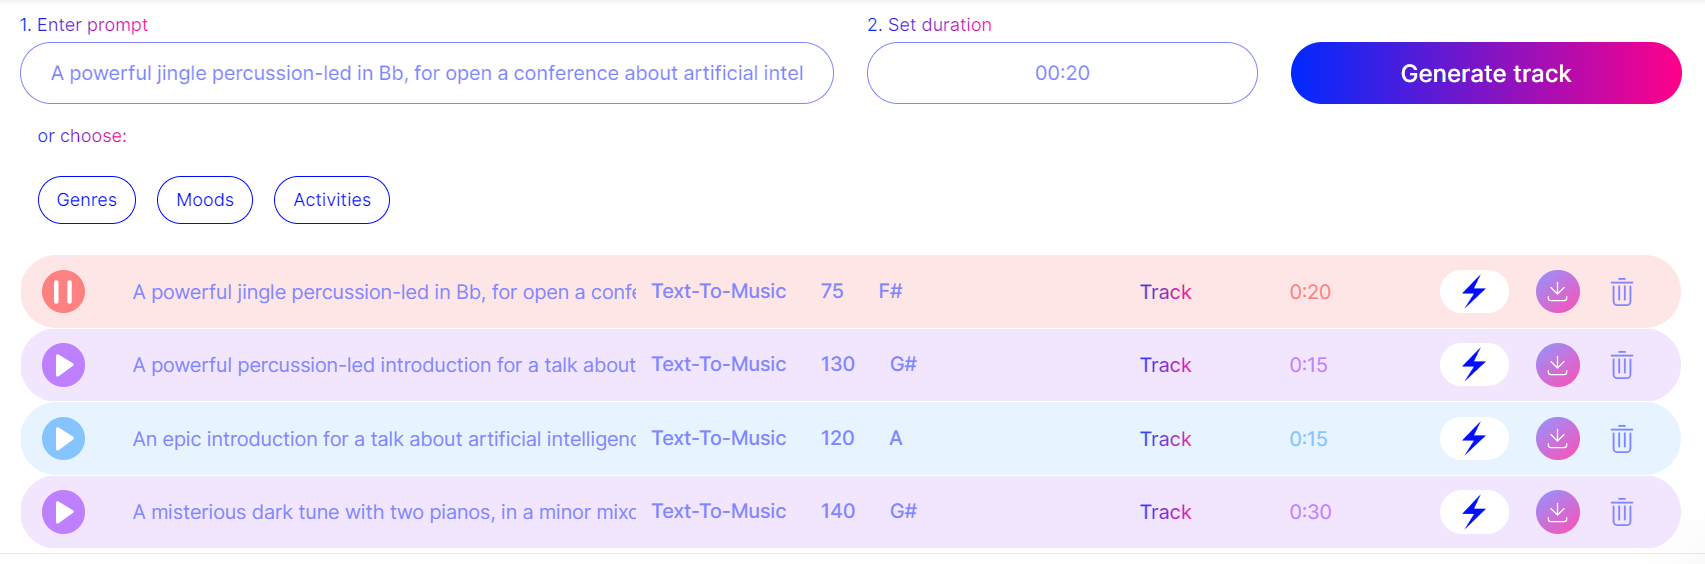 1. Enter prompt
2. Set duration
A powerful jingle percussion-led in Bb, for open a conference about artificial intel
00:20
Generate track
or choose:
Genres
Moods
Activities
A powerful jingle percussion-led in Bb, for open a confe Text-To-Music 75 F# Track 0:20
A powerful percussion-led introduction for a talk about Text-To-Music 130 G# Track 0:15
An epic introduction for a talk about artificial intelligenc Text-To-Music 120 A Track 0:15
A misterious dark tune with two pianos, in a minor mixo Text-To-Music 140 G# Track 0:30